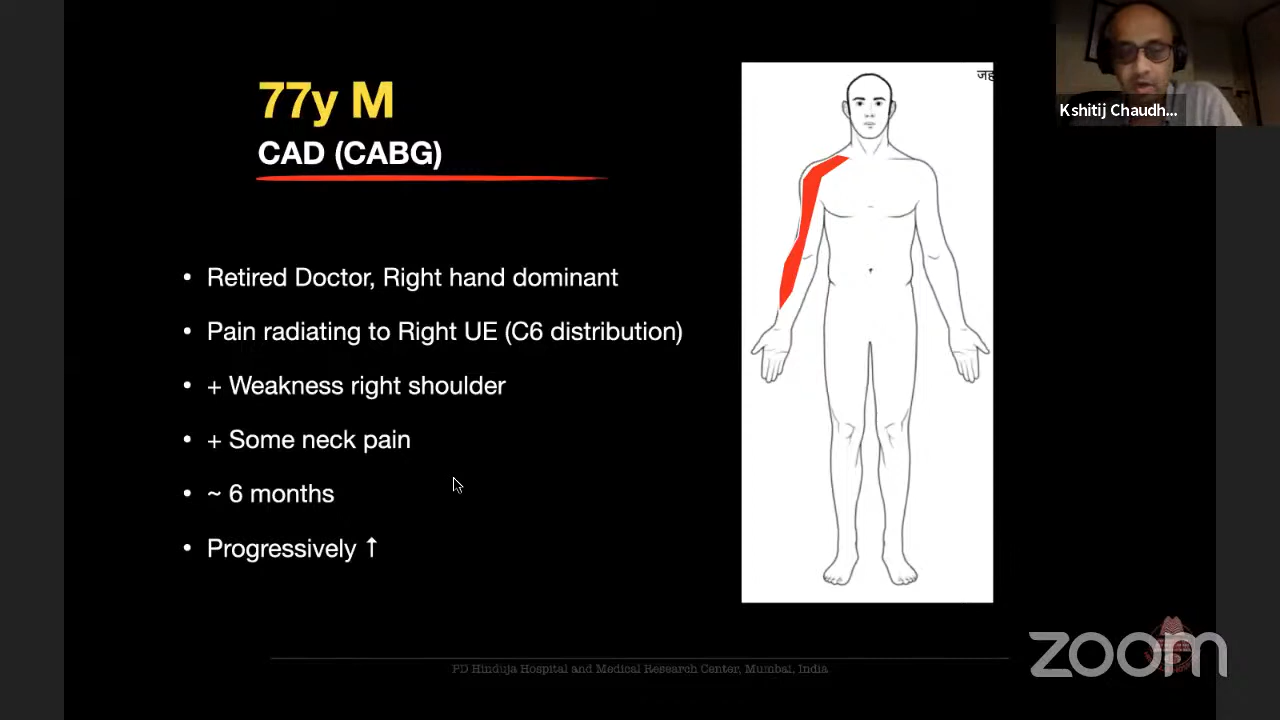 77y M
CAD (CABG)
• Retired Doctor, Right hand dominant
• Pain radiating to Right UE (C6 distribution)
• + Weakness right shoulder
• + Some neck pain
• ~ 6 months
• Progressively ↑
जह
Kshitij Chaudh...
PD Hinduja Hospital and Medical Research Center, Mumbai, India
zoom